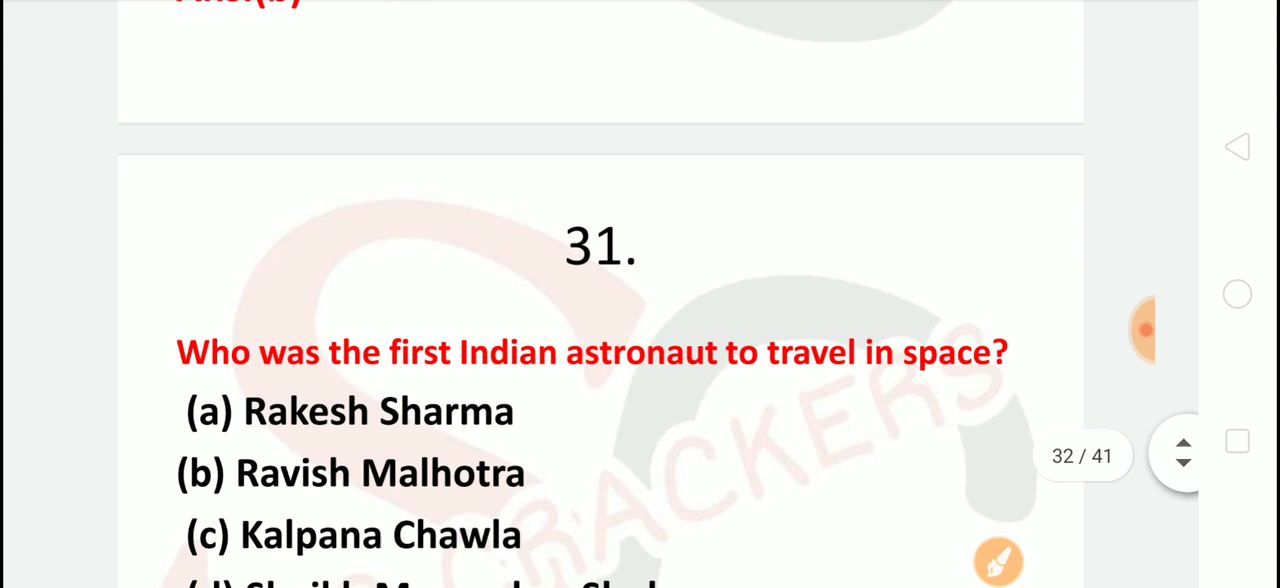 31.
Who was the first Indian astronaut to travel in space?
(a) Rakesh Sharma
(b) Ravish Malhotra
32 / 41
(c) Kalpana Chawla
CRACKERS